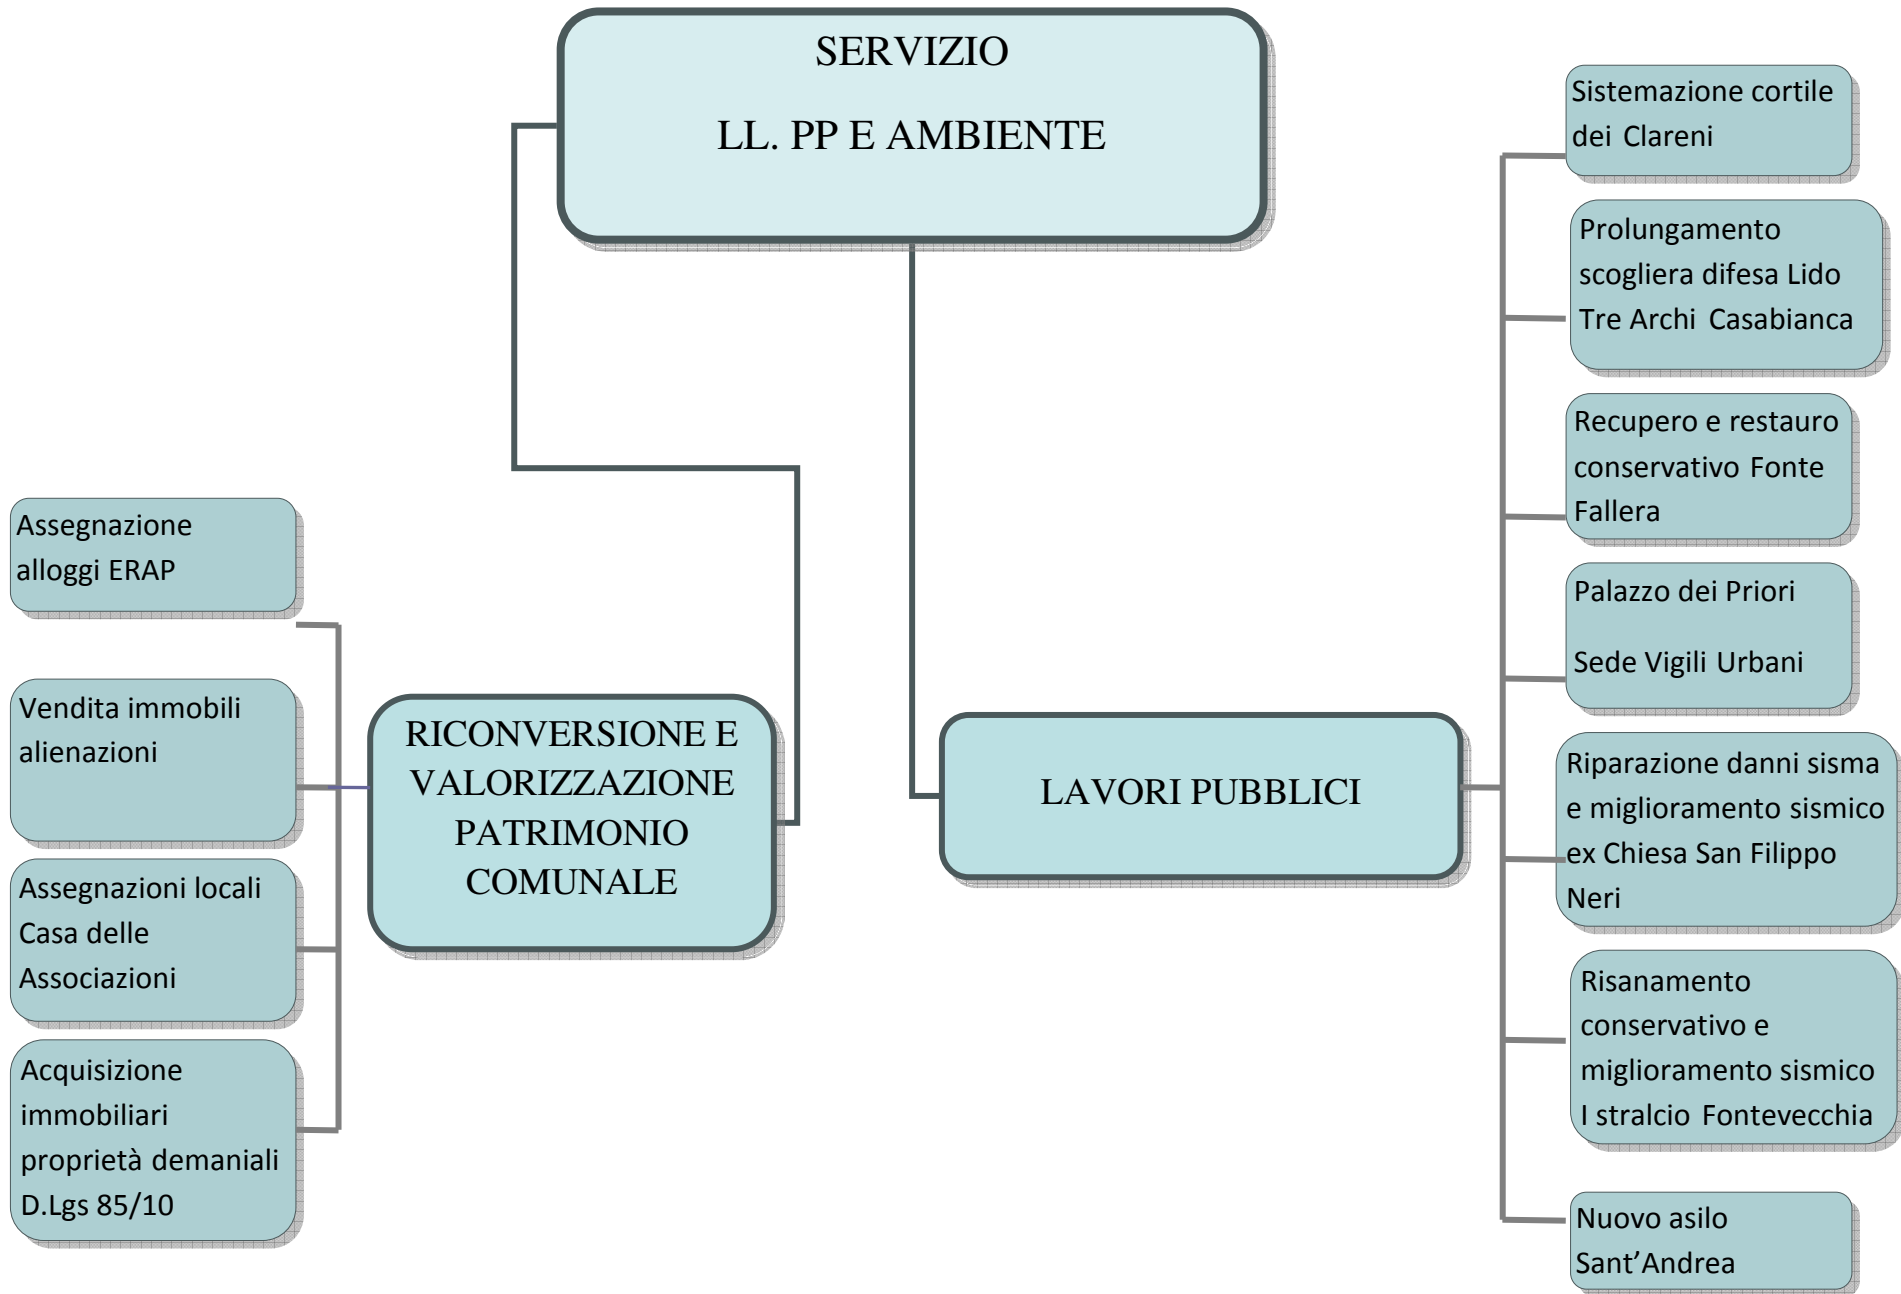 SERVIZIO
LL. PP E AMBIENTE
Assegnazione
alloggi ERAP
Vendita immobili
alienazioni
Assegnazioni locali
Casa delle
Associazioni
Acquisizione
immobiliari
proprietà demaniali
D.Lgs 85/10
RICONVERSIONE E
VALORIZZAZIONE
PATRIMONIO
COMUNALE
LAVORI PUBBLICI
Sistemazione cortile
dei Clareni
Prolungamento
scogliera difesa Lido
Tre Archi Casabianca
Recupero e restauro
conservativo Fonte
Fallera
Palazzo dei Priori
Sede Vigili Urbani
Riparazione danni sisma
e miglioramento sismico
ex Chiesa San Filippo
Neri
Risanamento
conservativo e
miglioramento sismico
I stralcio Fontevecchia
Nuovo asilo
Sant’Andrea